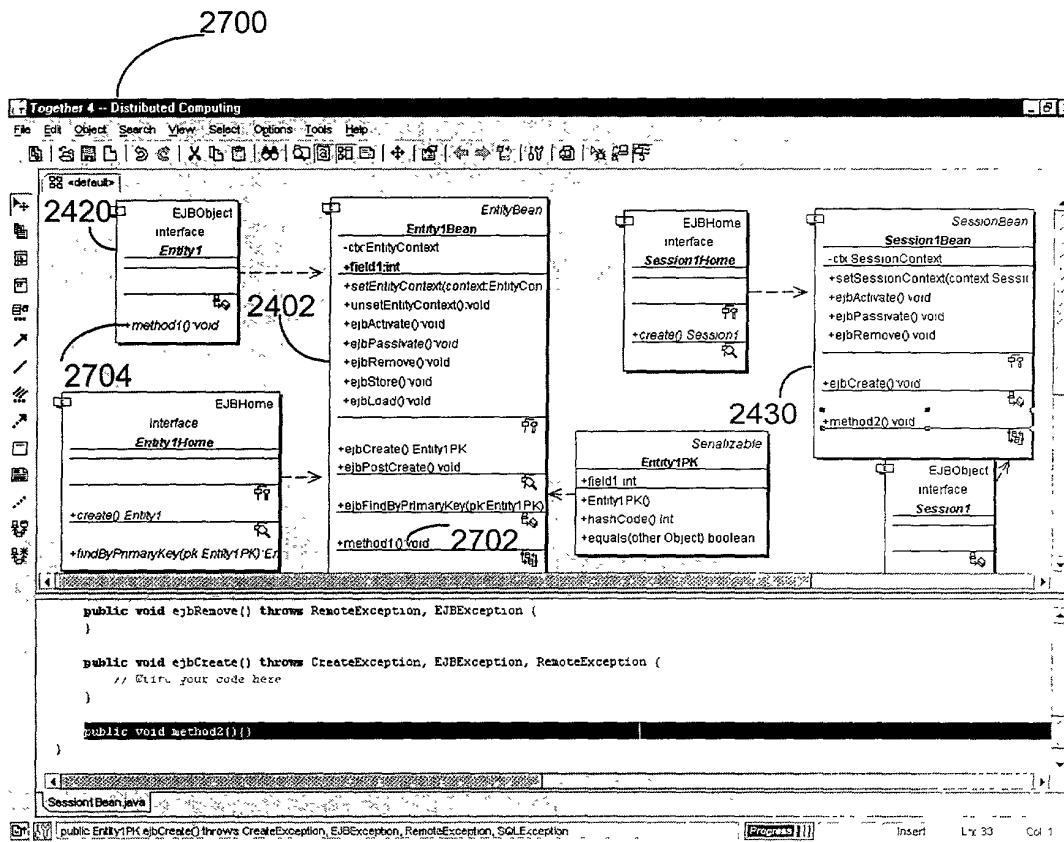 2700
Together 4 -- Distributed Computing
File Edit Object Search View Select Options Tools Help
<default>
2420
EJBObject
interface
Entity1
+method1():void
2704
EJBHome
interface
Entity1Home
+create() Entity1
+findByPrimaryKey(pk Entity1PK):En
2402
EntityBean
Entity1Bean
-ctx:EntityContext
+field1:int
+setEntityContext(context:EntityCon
+unsetEntityContext():void
+ejbActivate() void
+ejbPassivate():void
+ejbRemove():void
+ejbStore():void
+ejbLoad():void
+ejbCreate() Entity1PK
+ejbPostCreate() void
+ejbFindByPrimaryKey(pk:Entity1PK)
+method1():void
2702
EJBHome
interface
Session1Home
+create() Session1
Serializable
Entity1PK
+field1 int
+Entity1PK()
+hashCode() int
+equals(other Object) boolean
SessionBean
Session1Bean
-ctx SessionContext
+setSessionContext(context Sessi
+ejbActivate() void
+ejbPassivate() void
+ejbRemove() void
2430
+ejbCreate() void
+method2() void
EJBObject
interface
Session1
public void ejbRemove() throws RemoteException, EJBException {
}
public void ejbCreate() throws CreateException, EJBException, RemoteException {
// Write your code here
}
public void method2(){}
}
Session1Bean.java
public Entity1PK ejbCreate() throws CreateException, EJBException, RemoteException, SQLException
Progress
Insert
Ln 33
Col 1